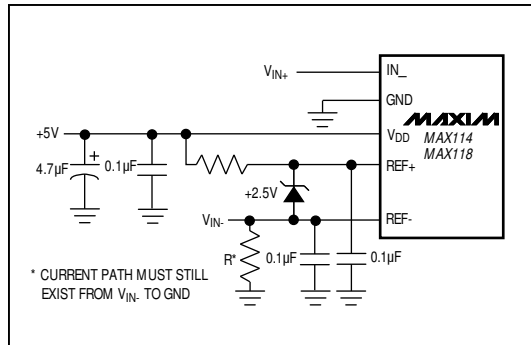 VIN+
IN_
GND
MAXIM
+5V
VDD
MAX114
MAX118
4.7µF
+
0.1µF
REF+
+2.5V
VIN-
REF-
R*
0.1µF
0.1µF
* CURRENT PATH MUST STILL
EXIST FROM VIN- TO GND